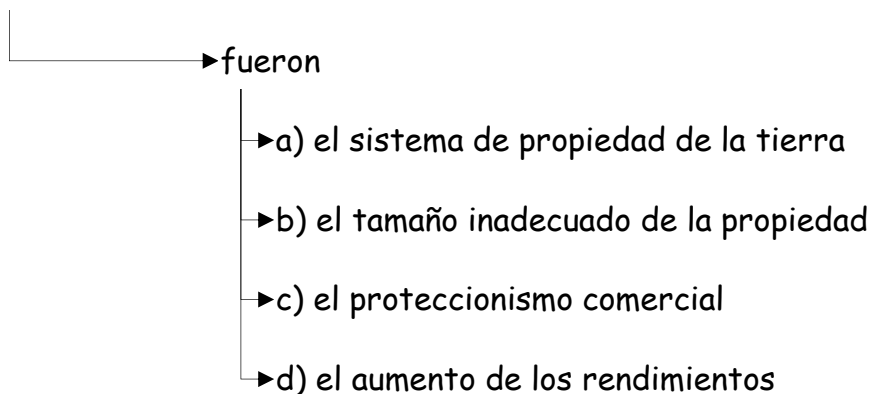 fueron
a) el sistema de propiedad de la tierra
b) el tamaño inadecuado de la propiedad
c) el proteccionismo comercial
d) el aumento de los rendimientos